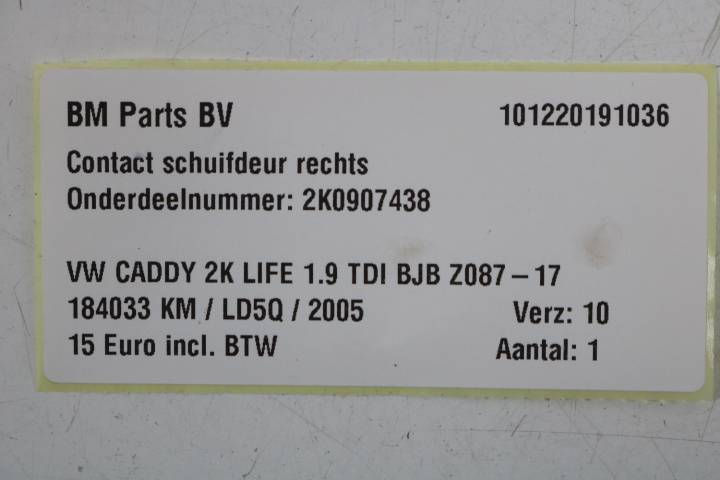 BM Parts BV 101220191036
Contact schuifdeur rechts
Onderdeelnummer: 2K0907438
VW CADDY 2K LIFE 1.9 TDI BJB Z087 – 17
184033 KM / LD5Q / 2005 Verz: 10
15 Euro incl. BTW Aantal: 1